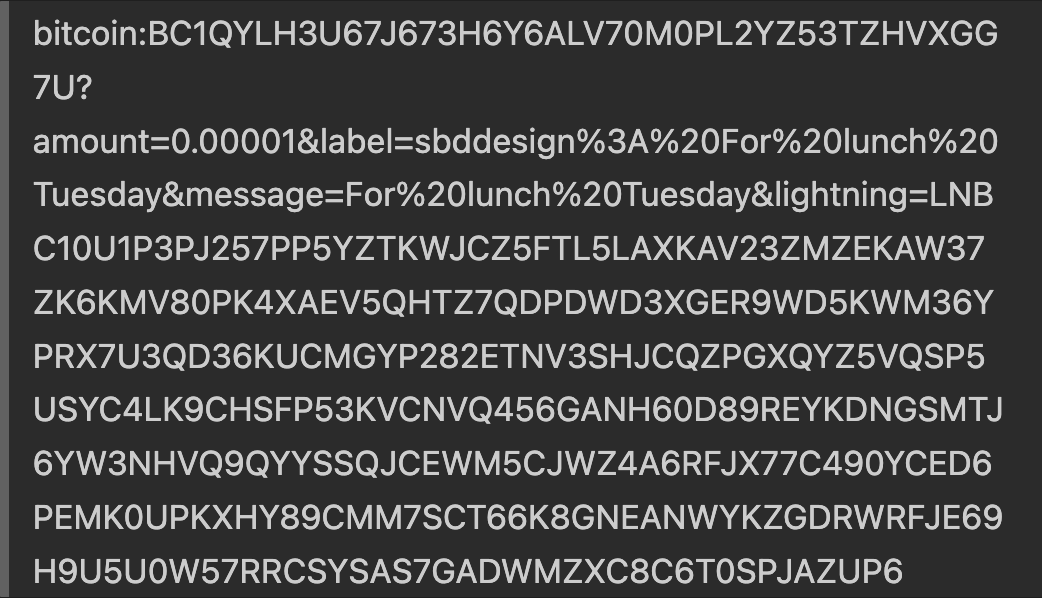 bitcoin:BC1QYLH3U67J673H6Y6ALV70M0PL2YZ53TZHVXGG
7U?
amount=0.00001&label=sbddesign%3A%20For%20lunch%20
Tuesday&message=For%20lunch%20Tuesday&lightning=LNB
C10U1P3PJ257PP5YZTKWJCZ5FTL5LAXKAV23ZMZEKAW37
ZK6KMV80PK4XAEV5QHTZ7QDPDWD3XGER9WD5KWM36Y
PRX7U3QD36KUCMGYP282ETNV3SHJCQZPGXQYZ5VQSP5
USYC4LK9CHSFP53KVCNVQ456GANH60D89REYKDNGSMTJ
6YW3NHVQ9QYYSSQJCEWM5CJWZ4A6RFJX77C490YCED6
PEMK0UPKXHY89CMM7SCT66K8GNEANWYKZGDRWRFJE69
H9U5U0W57RRCSYSAS7GADWMZXC8C6T0SPJAZUP6